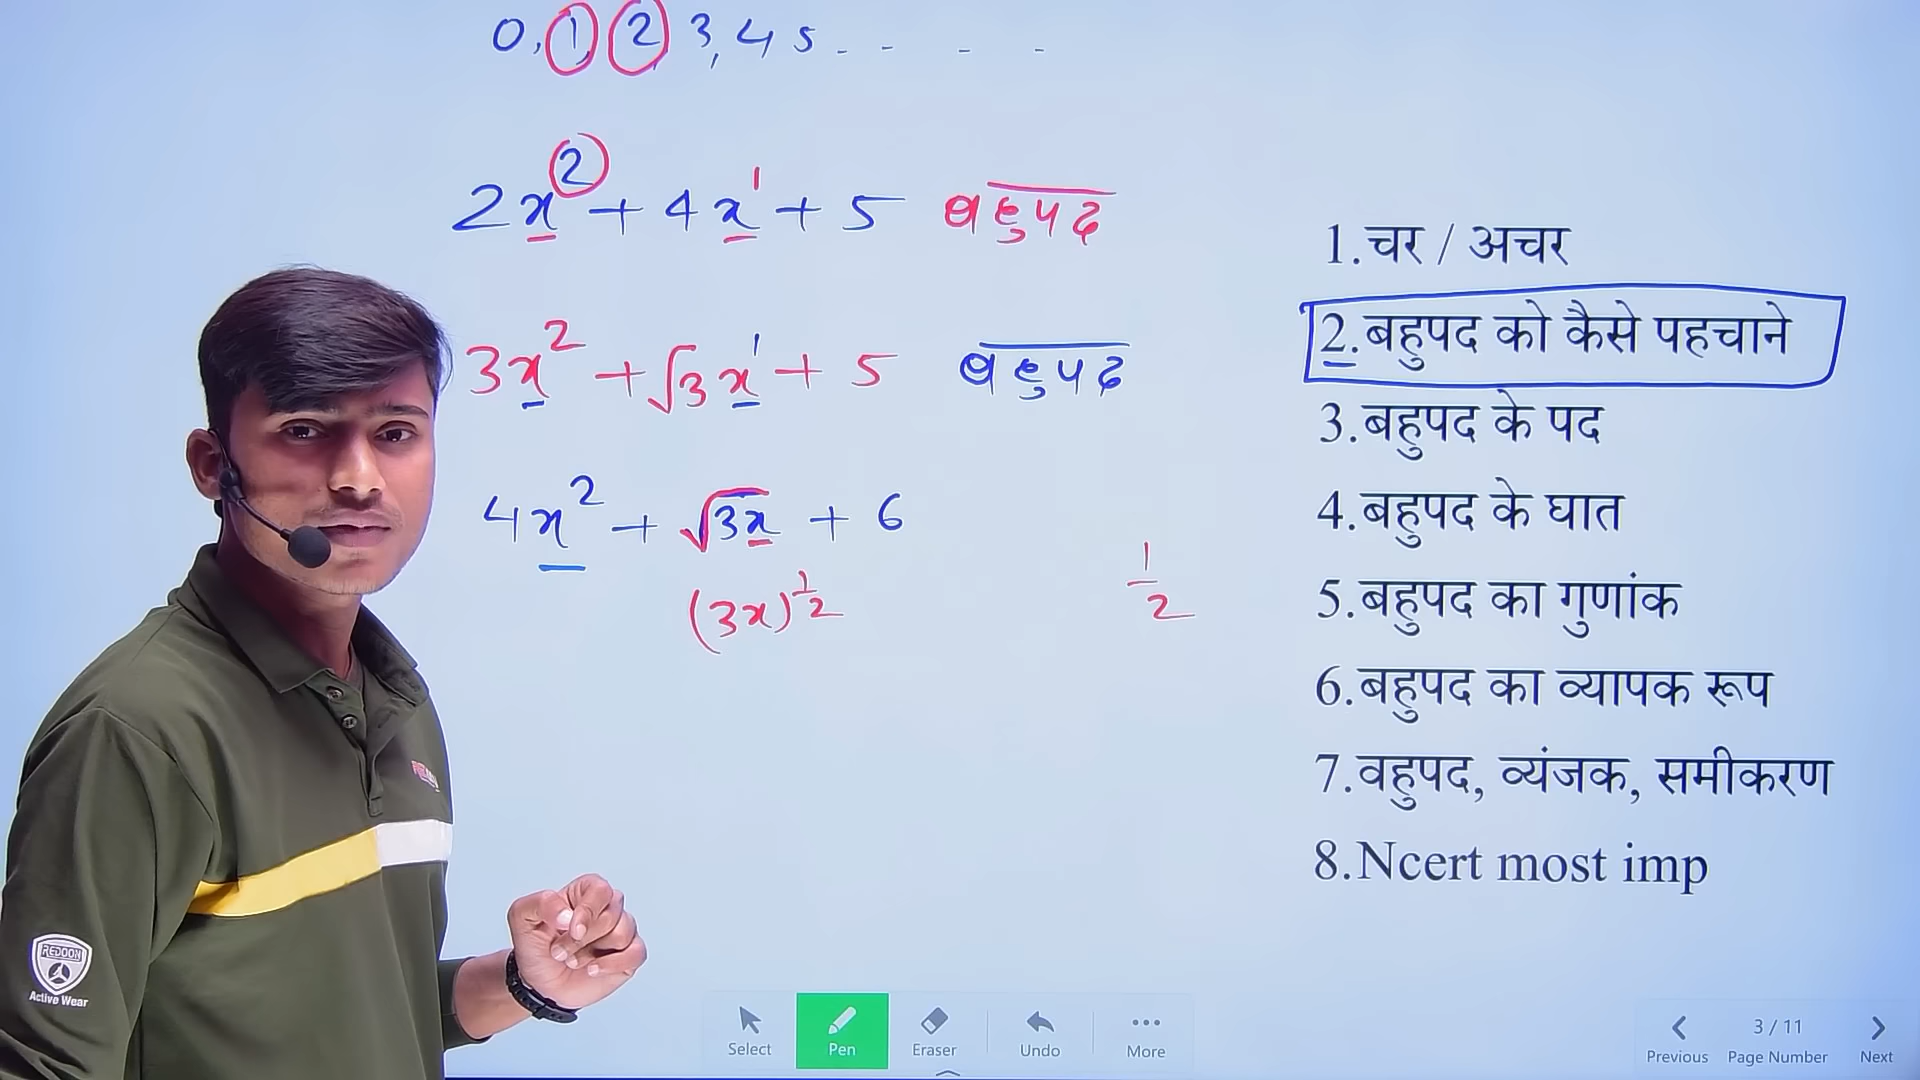 0, 1, 2, 3, 4 5 - - - -
2x² + 4x¹ + 5 बहुपद
3x² + √3x¹ + 5 बहुपद
4x² + √3x + 6
(3x)^1/2
1/2
1.चर / अचर
2.बहुपद को कैसे पहचाने
3.बहुपद के पद
4.बहुपद के घात
5.बहुपद का गुणांक
6.बहुपद का व्यापक रूप
7.वहुपद, व्यंजक, समीकरण
8.Ncert most imp
REDOON
Active Wear
Select Pen Eraser Undo More
3 / 11
Previous Page Number Next